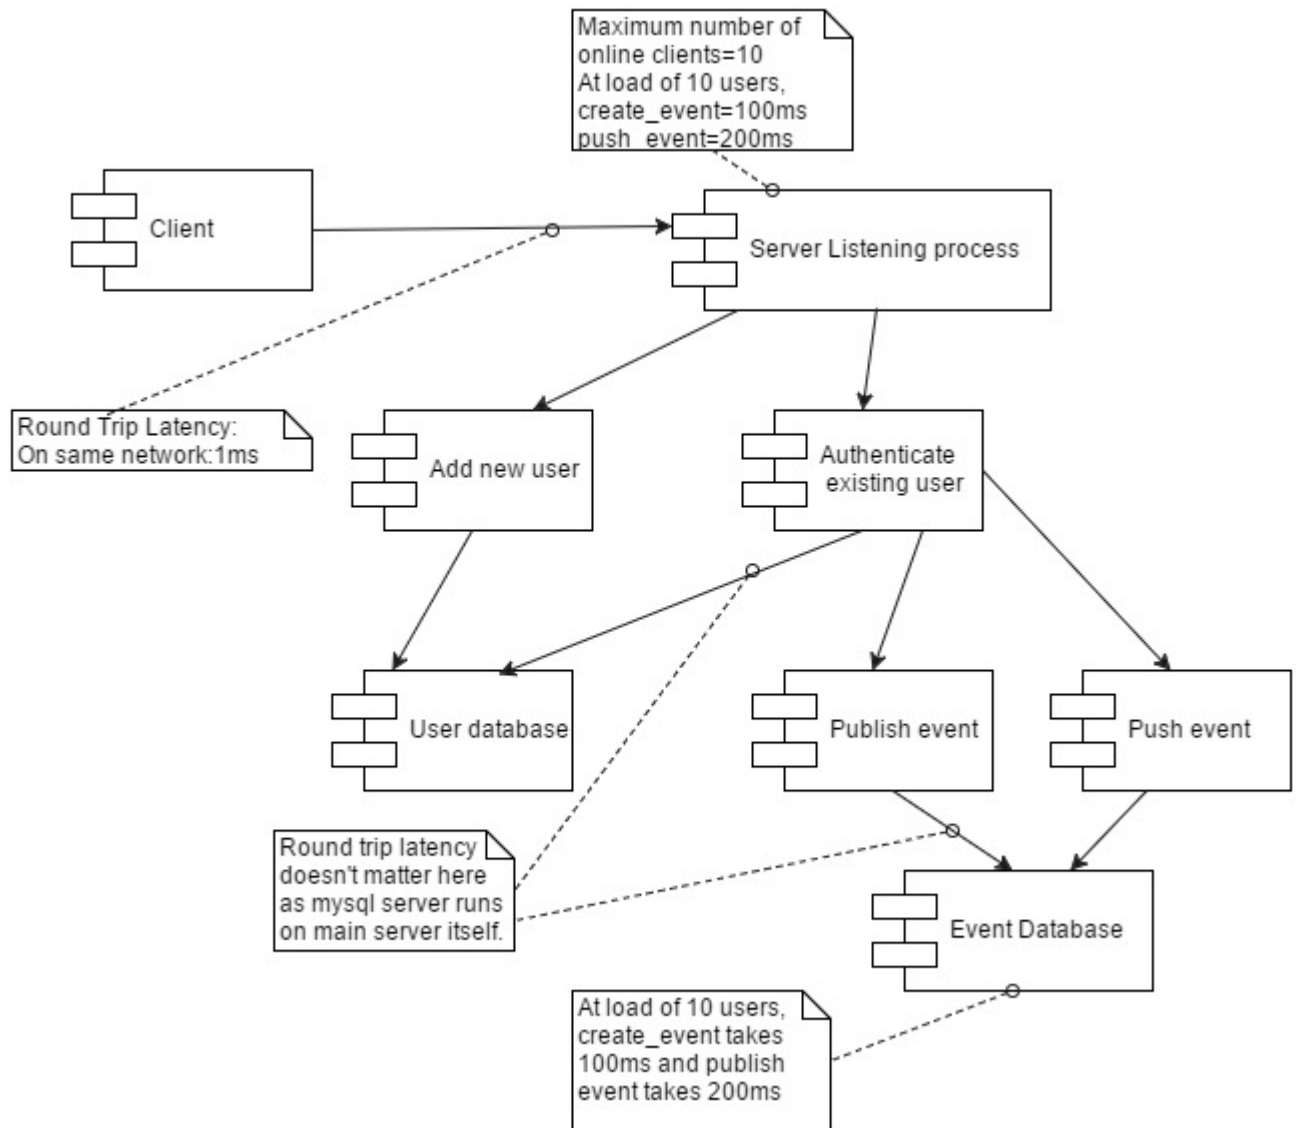 Maximum number of
online clients=10
At load of 10 users,
create_event=100ms
push_event=200ms
Client
Server Listening process
Round Trip Latency:
On same network:1ms
Add new user
Authenticate
existing user
User database
Publish event
Push event
Round trip latency
doesn't matter here
as mysql server runs
on main server itself.
Event Database
At load of 10 users,
create_event takes
100ms and publish
event takes 200ms